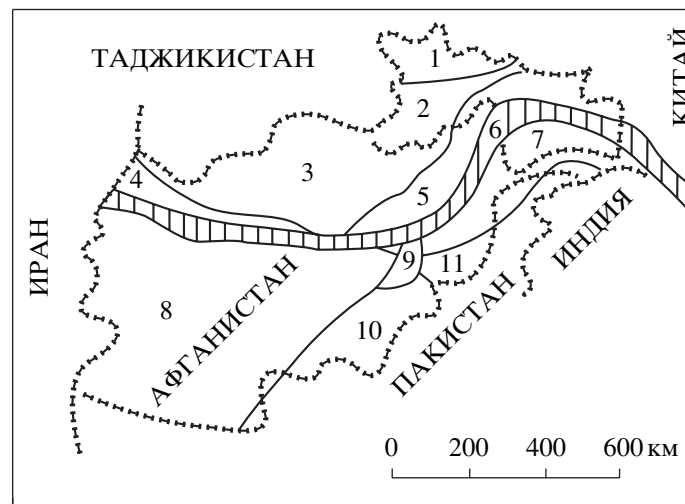 ТАДЖИКИСТАН
КИТАЙ
1
2
3
4
5
6
7
ИРАН
8
9
11
10
АФГАНИСТАН
ПАКИСТАН
ИНДИЯ
0 200 400 600 км